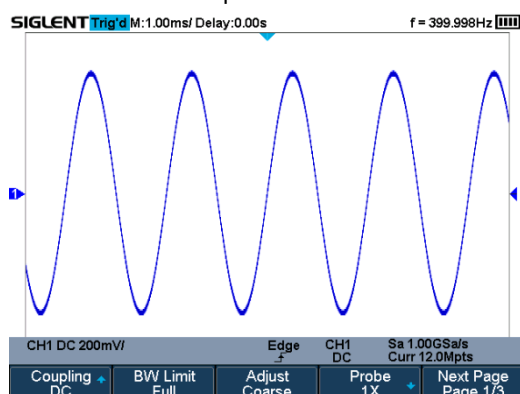 SIGLENT Trig'd M:1.00ms/ Delay:0.00s f = 399.998Hz
1
CH1 DC 200mV/ Edge CH1 Sa 1.00GSa/s
DC Curr 12.0Mpts
Coupling BW Limit Adjust Probe Next Page
DC Full Coarse 1X Page 1/3